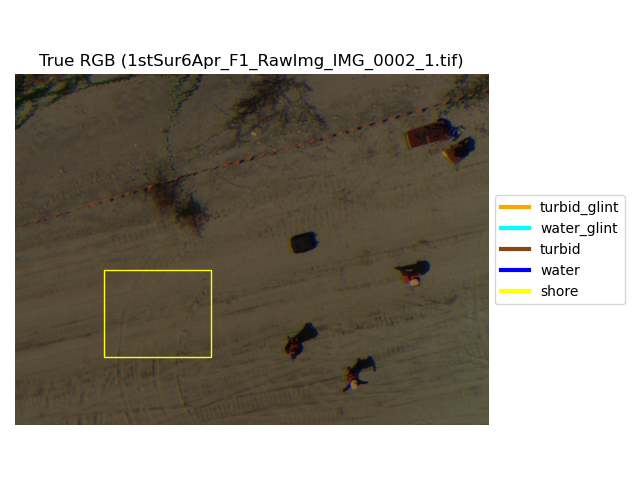 True RGB (1stSur6Apr_F1_RawImg_IMG_0002_1.tif)
turbid_glint
water_glint
turbid
water
shore